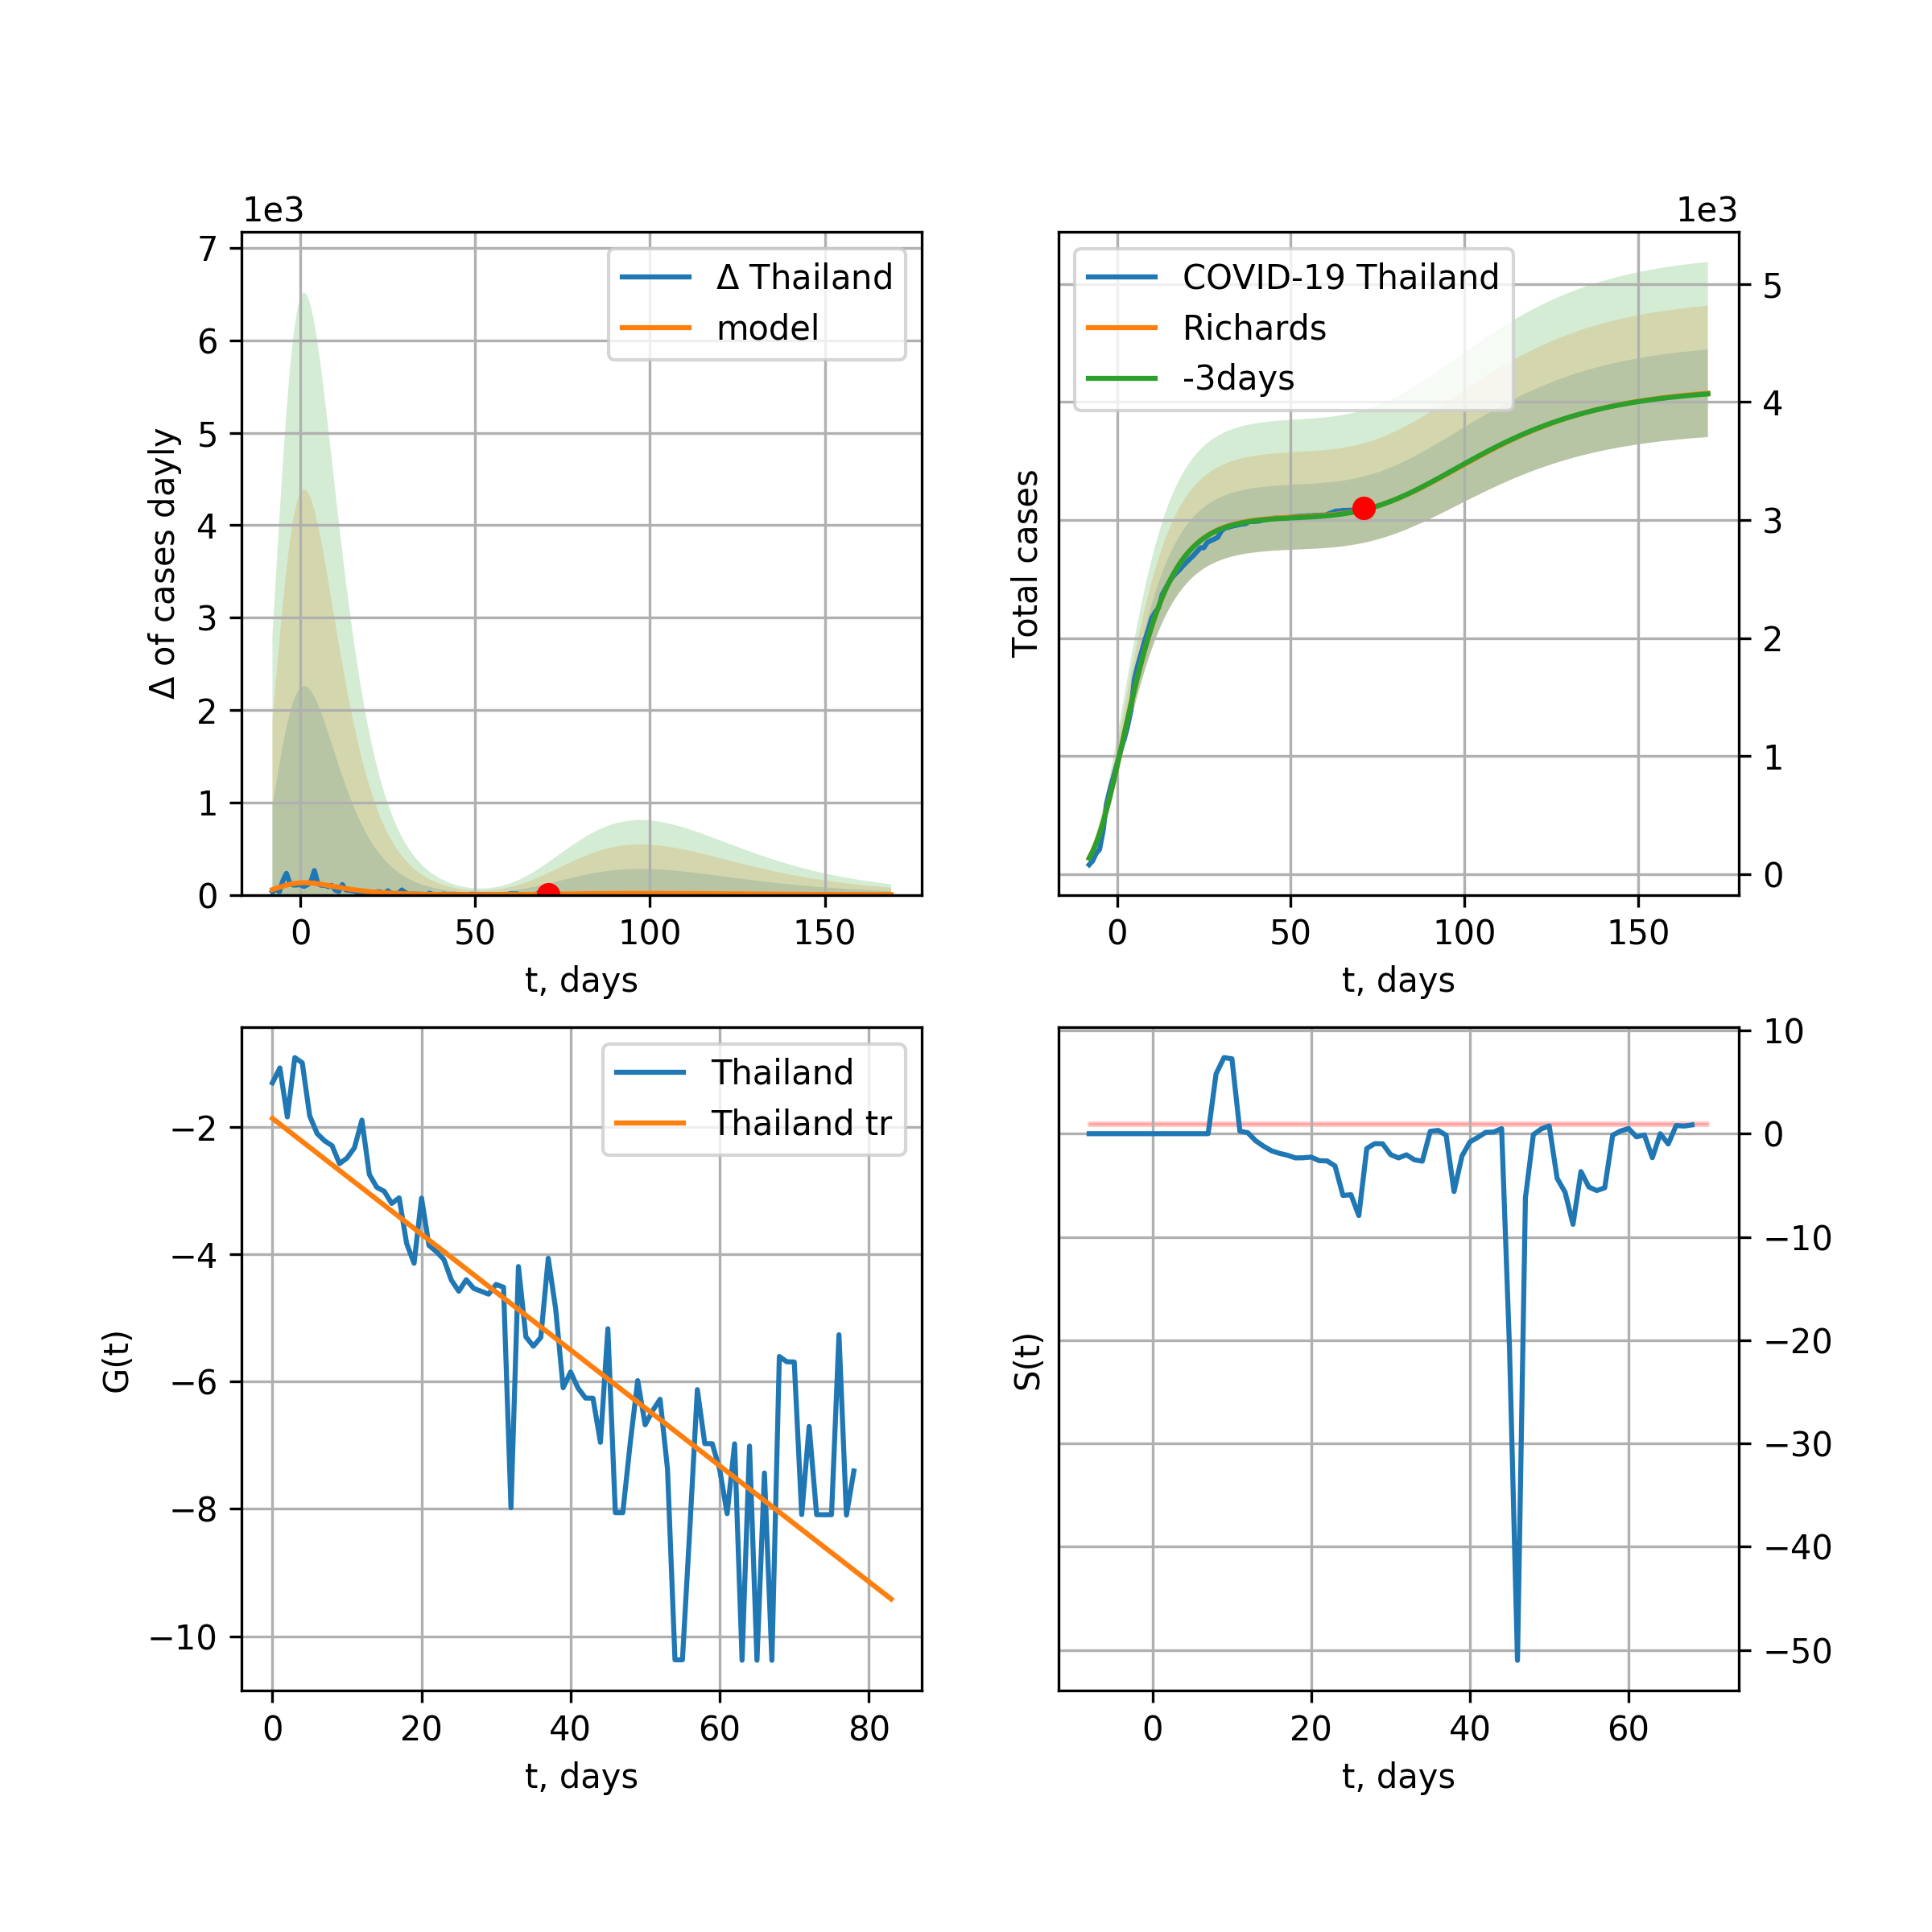 1e3
7
6
5
4
3
2
1
0
Δ of cases dayly
Δ Thailand
model
0 50 100 150
t, days
1e3
5
4
3
2
1
0
Total cases
COVID-19 Thailand
Richards
-3days
0 50 100 150
t, days
−2
−4
−6
−8
−10
G(t)
Thailand
Thailand tr
0 20 40 60 80
t, days
10
0
−10
−20
−30
−40
−50
S(t)
0 20 40 60
t, days